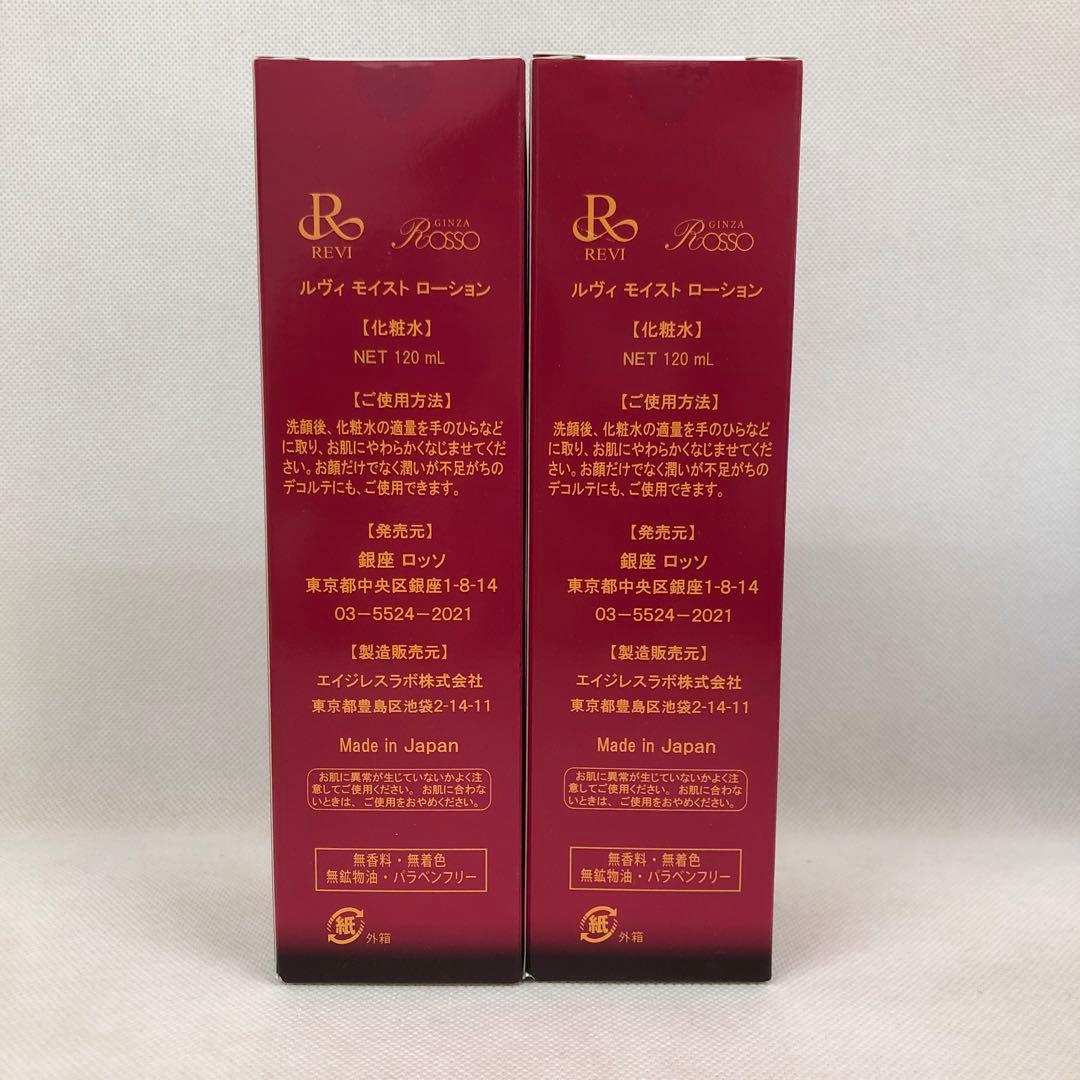 R
REVI
GINZA
Rosso
ルヴィ モイスト ローション
【化粧水】
NET 120 mL
【ご使用方法】
洗顔後、化粧水の適量を手のひらなど
に取り、お肌にやわらかくなじませてくだ
さい。お顔だけでなく潤いが不足がちの
デコルテにも、ご使用できます。
【発売元】
銀座 ロッソ
東京都中央区銀座1-8-14
03-5524-2021
【製造販売元】
エイジレスラボ株式会社
東京都豊島区池袋2-14-11
Made in Japan
お肌に異常が生じていないかよく注
意してご使用ください。お肌に合わな
いときは、ご使用をおやめください。
無香料・無着色
無鉱物油・パラベンフリー
紙
外箱
R
REVI
GINZA
Rosso
ルヴィ モイスト ローション
【化粧水】
NET 120 mL
【ご使用方法】
洗顔後、化粧水の適量を手のひらなど
に取り、お肌にやわらかくなじませてくだ
さい。お顔だけでなく潤いが不足がちの
デコルテにも、ご使用できます。
【発売元】
銀座 ロッソ
東京都中央区銀座1-8-14
03-5524-2021
【製造販売元】
エイジレスラボ株式会社
東京都豊島区池袋2-14-11
Made in Japan
お肌に異常が生じていないかよく注
意してご使用ください。お肌に合わな
いときは、ご使用をおやめください。
無香料・無着色
無鉱物油・パラベンフリー
紙
外箱